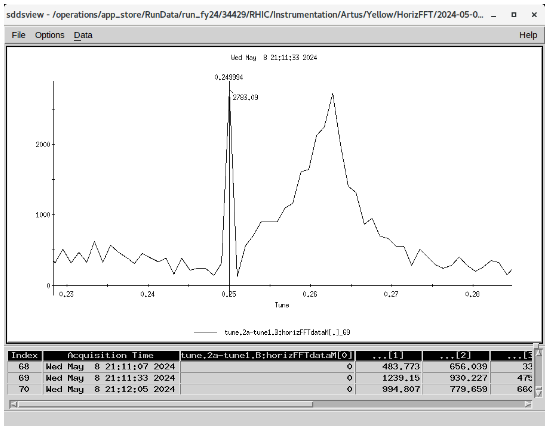 sddsview - /operations/app_store/RunData/run_fy24/34429/RHIC/Instrumentation/Artus/Yellow/HorizFFT/2024-05-0...
File Options Data Help
Wed May 8 21:11:33 2024
0.249994
2783.09
2000
1000
0
0.23 0.24 0.25 0.26 0.27 0.28
Tune
tune,2a-tune1,B;horizFFTdataM[.]_69
Index Acquisition Time tune,2a-tune1,B;horizFFTdataM[0] ...[1] ...[2] ...[3
68 Wed May 8 21:11:07 2024 0 483.773 656.039 33
69 Wed May 8 21:11:33 2024 0 1239.15 930.227 475
70 Wed May 8 21:12:05 2024 0 994.807 779.659 660